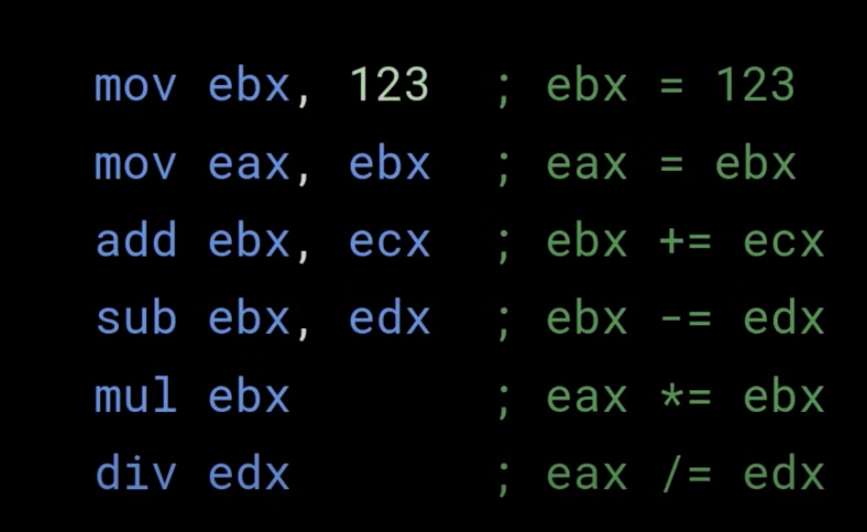 mov ebx, 123  ; ebx = 123
mov eax, ebx  ; eax = ebx
add ebx, ecx  ; ebx += ecx
sub ebx, edx  ; ebx -= edx
mul ebx       ; eax *= ebx
div edx       ; eax /= edx